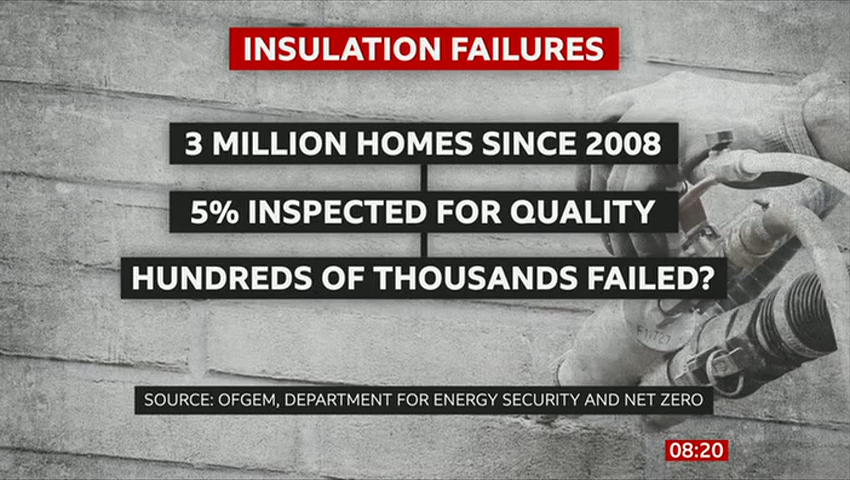 INSULATION FAILURES
3 MILLION HOMES SINCE 2008
5% INSPECTED FOR QUALITY
HUNDREDS OF THOUSANDS FAILED?
SOURCE: OFGEM, DEPARTMENT FOR ENERGY SECURITY AND NET ZERO
08:20